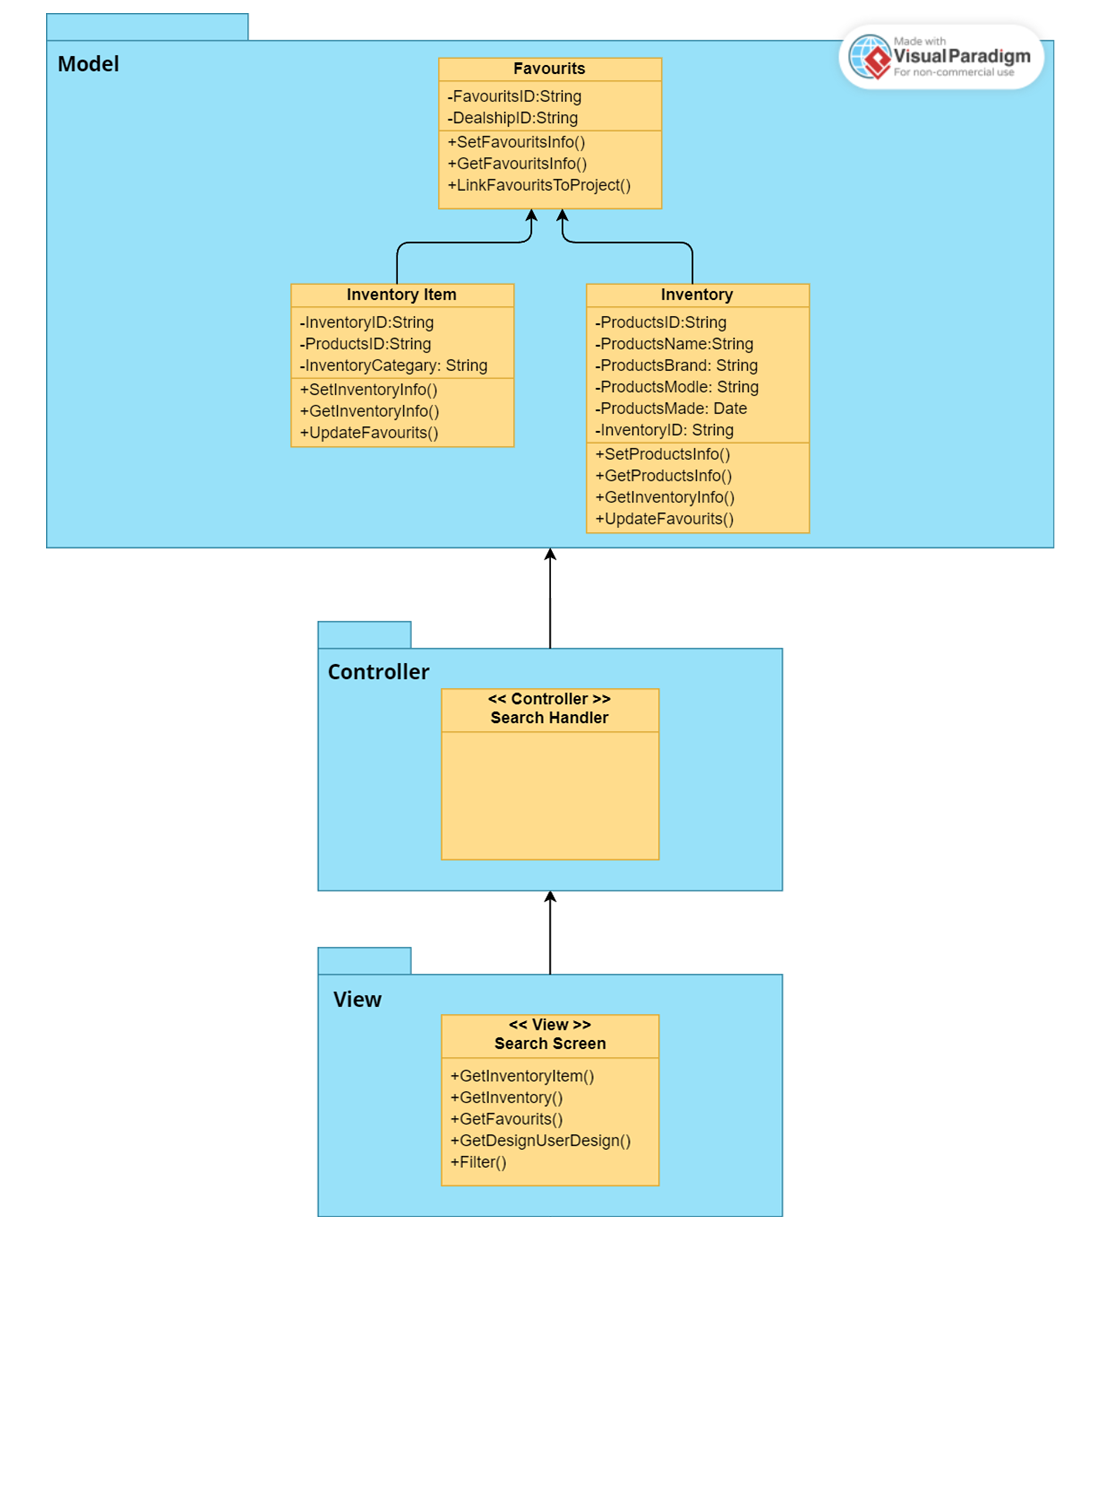 Model
Made with
Visual Paradigm
For non-commercial use
Favourits
-FavouritsID:String
-DealshipID:String
+SetFavouritsInfo()
+GetFavouritsInfo()
+LinkFavouritsToProject()
Inventory Item
-InventoryID:String
-ProductsID:String
-InventoryCategary: String
+SetInventoryInfo()
+GetInventoryInfo()
+UpdateFavourits()
Inventory
-ProductsID:String
-ProductsName:String
-ProductsBrand: String
-ProductsModle: String
-ProductsMade: Date
-InventoryID: String
+SetProductsInfo()
+GetProductsInfo()
+GetInventoryInfo()
+UpdateFavourits()
Controller
<< Controller >>
Search Handler
View
<< View >>
Search Screen
+GetInventoryItem()
+GetInventory()
+GetFavourits()
+GetDesignUserDesign()
+Filter()